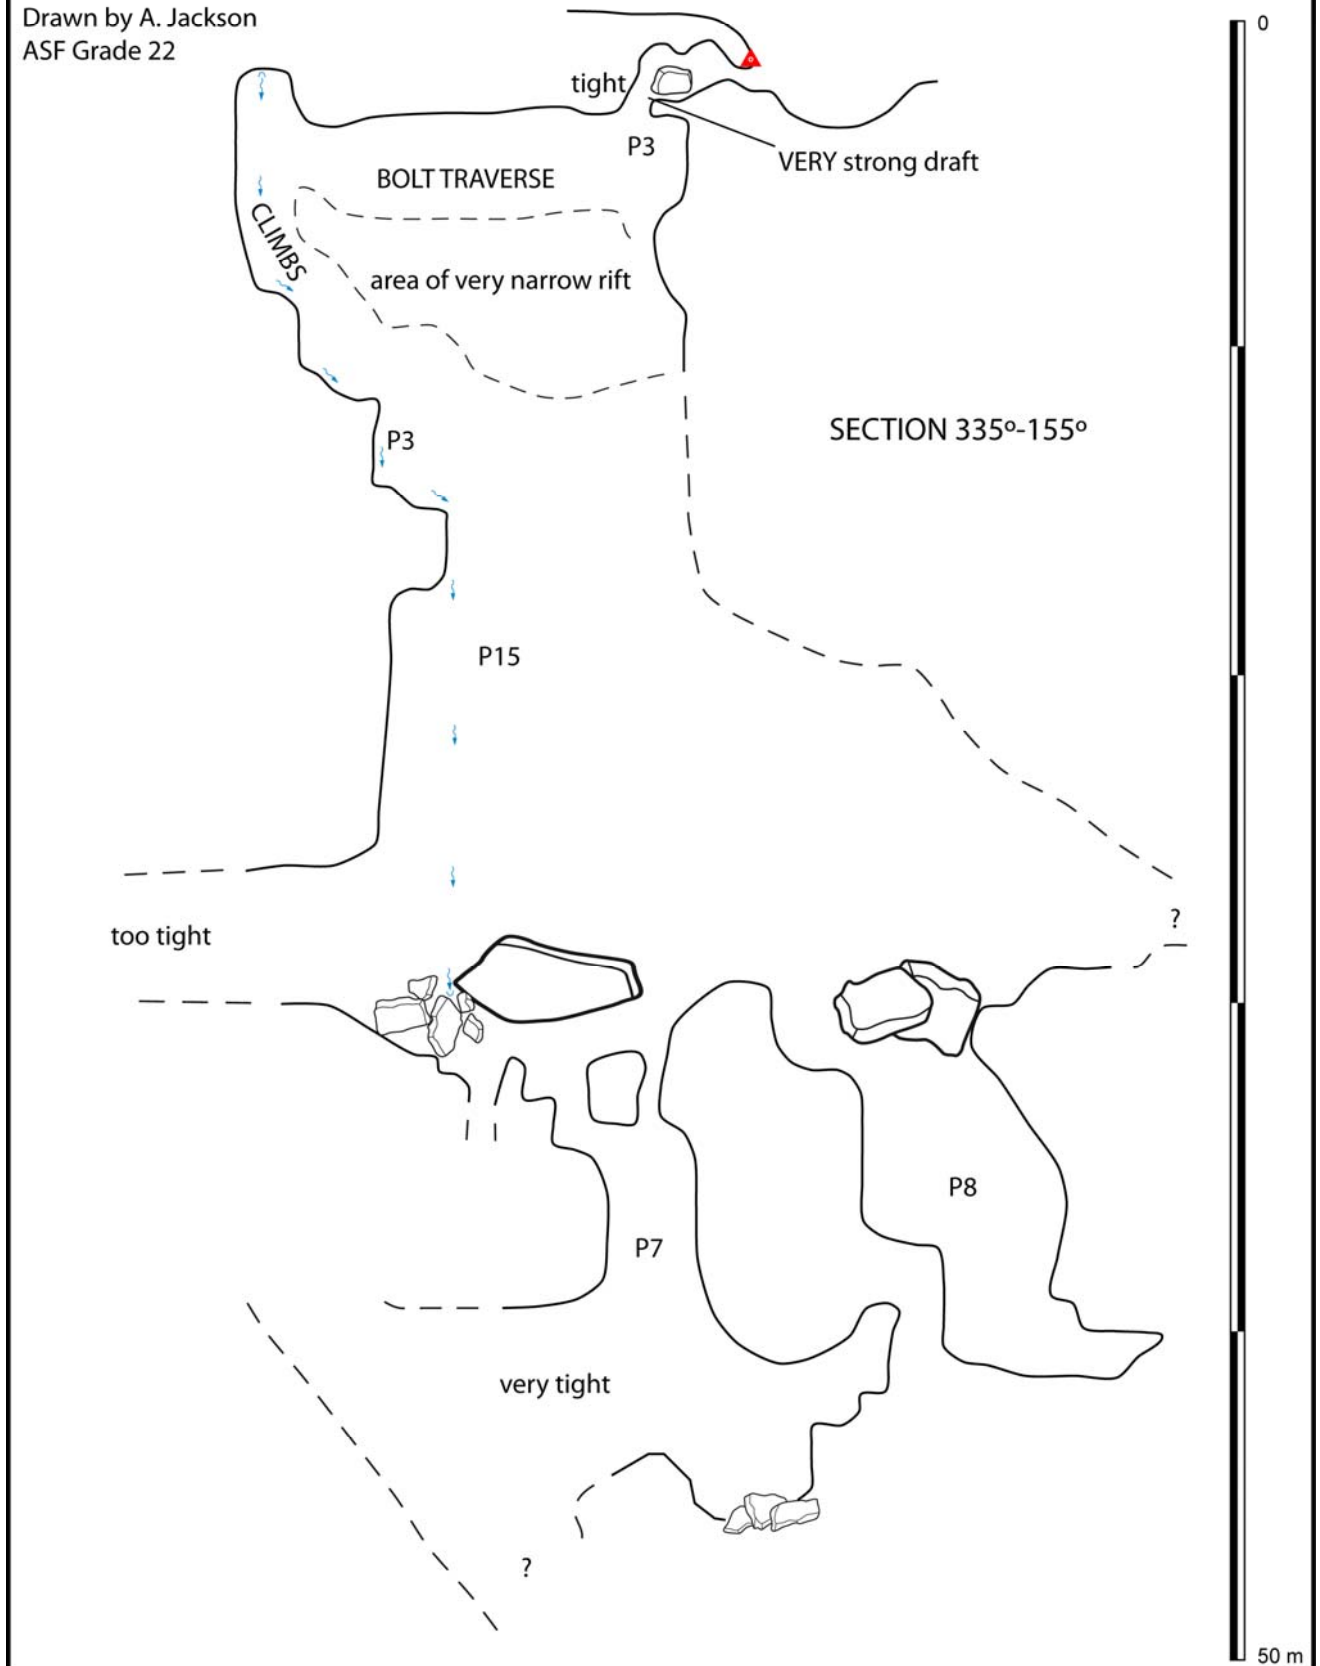 Drawn by A. Jackson
ASF Grade 22
0
tight
P3
VERY strong draft
BOLT TRAVERSE
CLIMBS
area of very narrow rift
SECTION 335º-155º
P3
P15
?
too tight
P8
P7
very tight
?
50 m